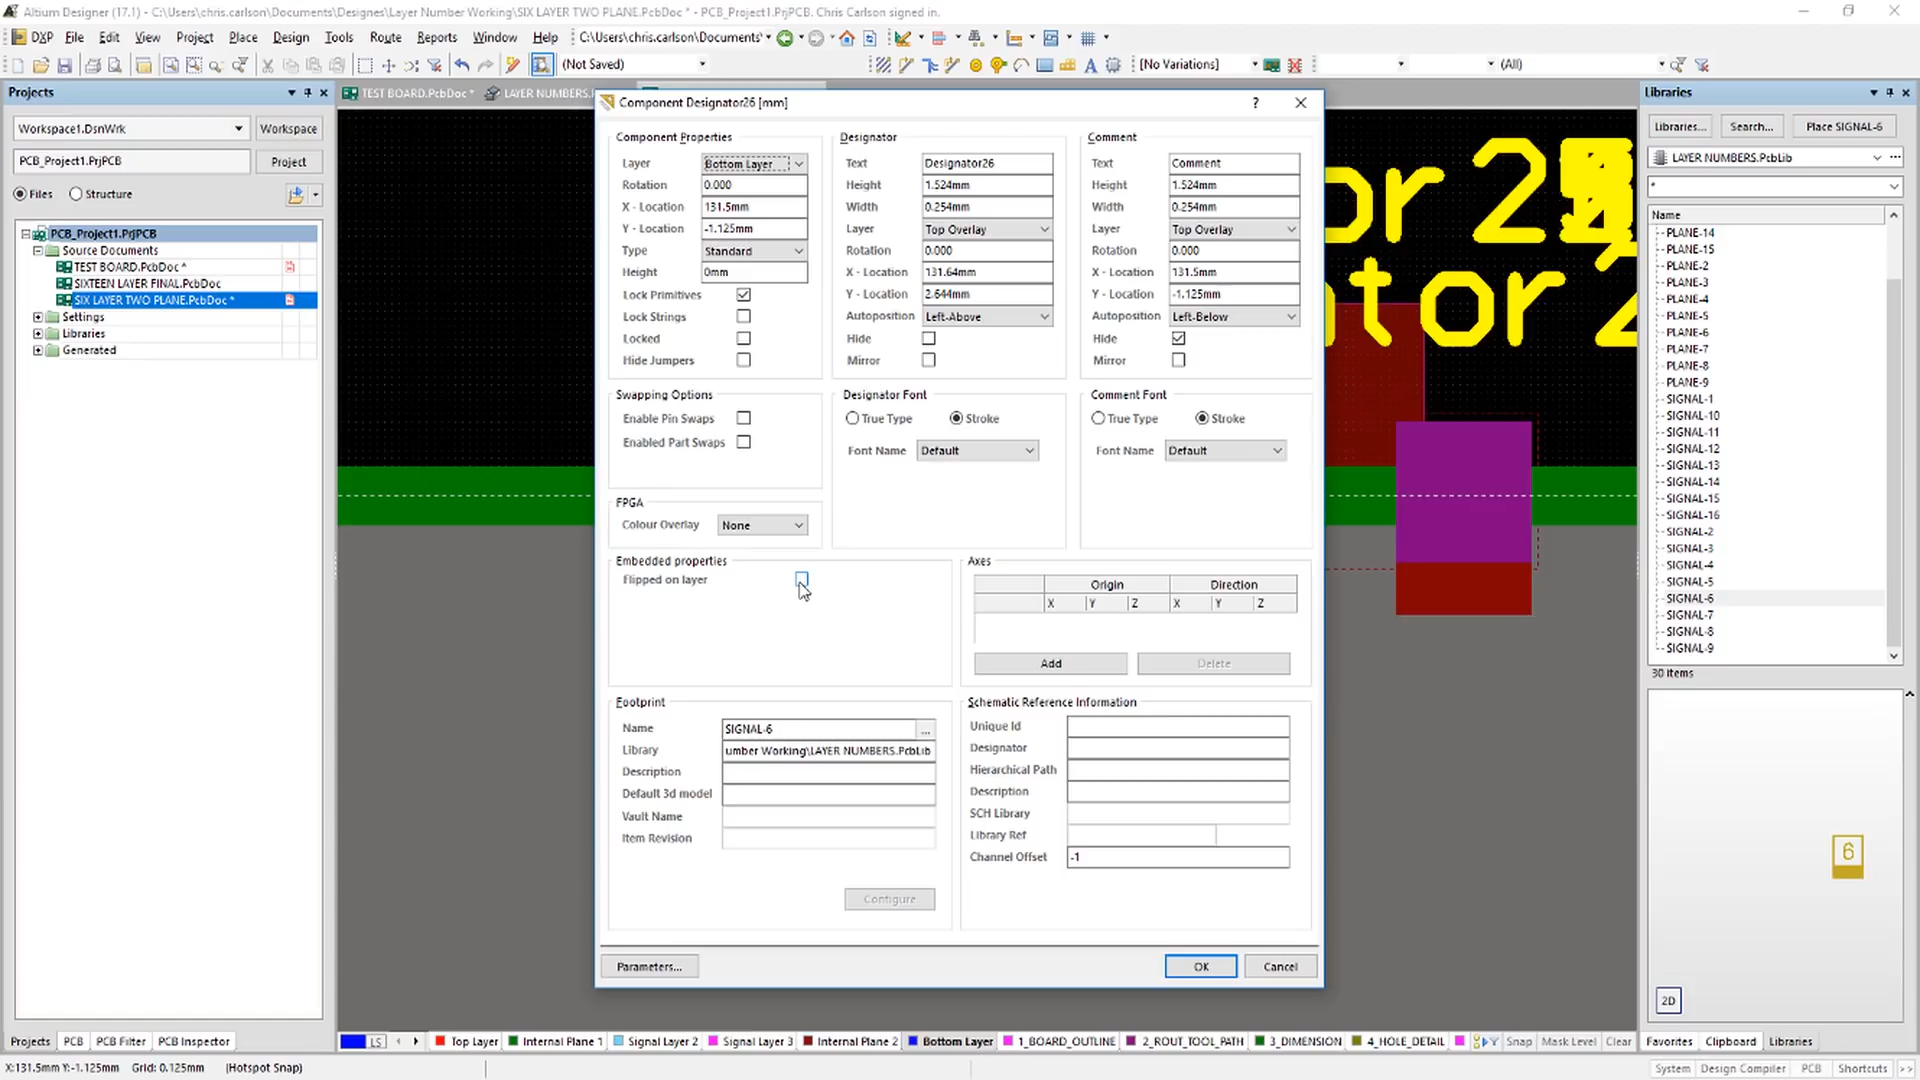 Altium Designer (17.1) - C:\Users\chris.carlson\Documents\Designes\Layer Number Working\SIX LAYER TWO PLANE.PcbDoc * - PCB_Project1.PrjPCB. Chris Carlson signed in.
DXP File Edit View Project Place Design Tools Route Reports Window Help C:\Users\chris.carlson\Documents'
(Not Saved) [No Variations] (All)
Projects
Workspace1.DsnWrk Workspace
PCB_Project1.PrjPCB Project
Files Structure
PCB_Project1.PrjPCB
Source Documents
TEST BOARD.PcbDoc *
SIXTEEN LAYER FINAL.PcbDoc
SIX LAYER TWO PLANE.PcbDoc *
Settings
Libraries
Generated
TEST BOARD.PcbDoc * LAYER NUMBERS.
Component Designator26 [mm] ?
Component Properties
Layer Bottom Layer
Rotation 0.000
X - Location 131.5mm
Y - Location -1.125mm
Type Standard
Height 0mm
Lock Primitives
Lock Strings
Locked
Hide Jumpers
Designator
Text Designator26
Height 1.524mm
Width 0.254mm
Layer Top Overlay
Rotation 0.000
X - Location 131.64mm
Y - Location 2.644mm
Autoposition Left-Above
Hide
Mirror
Comment
Text Comment
Height 1.524mm
Width 0.254mm
Layer Top Overlay
Rotation 0.000
X - Location 131.5mm
Y - Location -1.125mm
Autoposition Left-Below
Hide
Mirror
Swapping Options
Enable Pin Swaps
Enabled Part Swaps
Designator Font
True Type Stroke
Font Name Default
Comment Font
True Type Stroke
Font Name Default
FPGA
Colour Overlay None
Embedded properties
Flipped on layer
Axes
Origin Direction
X Y Z X Y Z
Add Delete
Footprint
Name SIGNAL-6 ...
Library umber Working\LAYER NUMBERS.PcbLib
Description
Default 3d model
Vault Name
Item Revision
Configure
Schematic Reference Information
Unique Id
Designator
Hierarchical Path
Description
SCH Library
Library Ref
Channel Offset -1
Parameters... OK Cancel
or 2
ator 2
Libraries
Libraries... Search... Place SIGNAL-6
LAYER NUMBERS.PcbLib ...
*
Name
PLANE-14
PLANE-15
PLANE-2
PLANE-3
PLANE-4
PLANE-5
PLANE-6
PLANE-7
PLANE-8
PLANE-9
SIGNAL-1
SIGNAL-10
SIGNAL-11
SIGNAL-12
SIGNAL-13
SIGNAL-14
SIGNAL-15
SIGNAL-16
SIGNAL-2
SIGNAL-3
SIGNAL-4
SIGNAL-5
SIGNAL-6
SIGNAL-7
SIGNAL-8
SIGNAL-9
30 items
6
2D
Projects PCB PCB Filter PCB Inspector
LS Top Layer Internal Plane 1 Signal Layer 2 Signal Layer 3 Internal Plane 2 Bottom Layer 1_BOARD_OUTLINE 2_ROUT_TOOL_PATH 3_DIMENSION 4_HOLE_DETAIL Snap Mask Level Clear
Favorites Clipboard Libraries
X:131.5mm Y:-1.125mm Grid: 0.125mm (Hotspot Snap)
System Design Compiler PCB Shortcuts >>